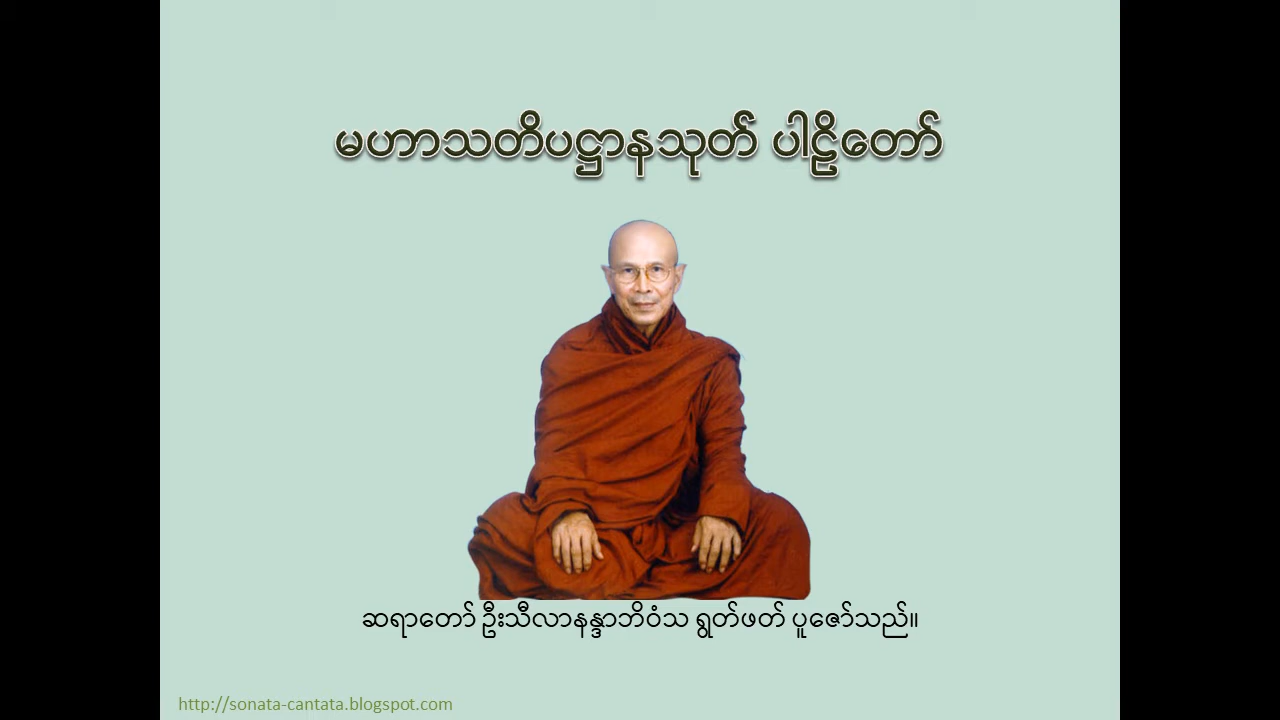 မဟာသတိပဋ္ဌာနသုတ် ပါဠိတော်
ဆရာတော် ဦးသီလာနန္ဒာဘိဝံသ ရွတ်ဖတ် ပူဇော်သည်။
http://sonata-cantata.blogspot.com